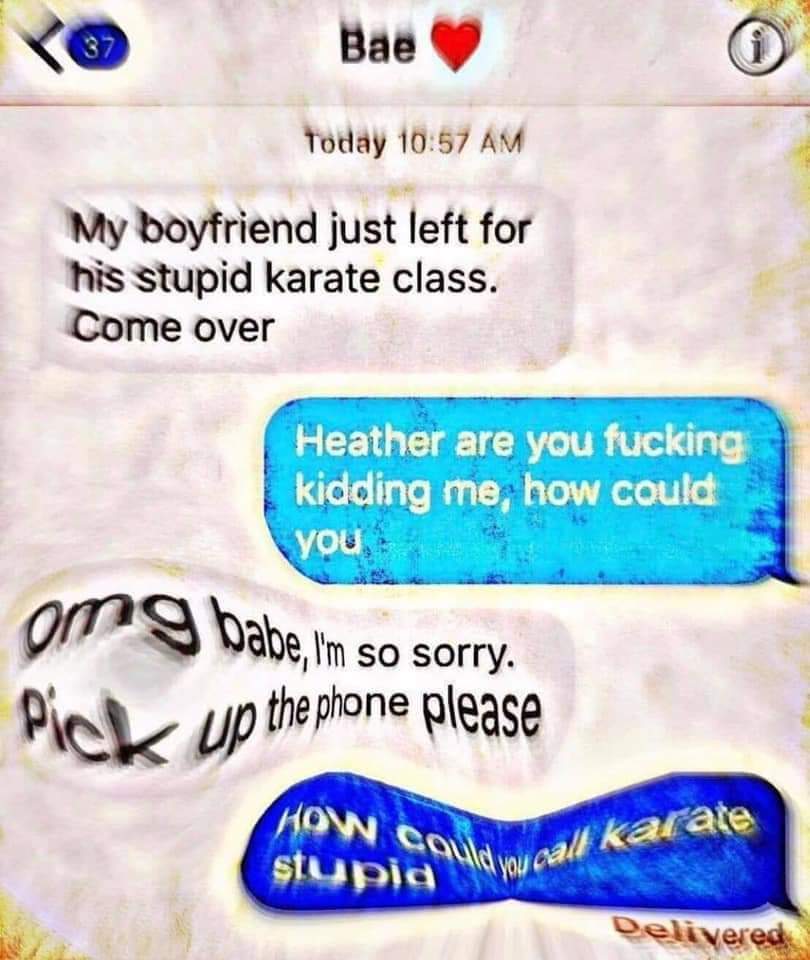 37
Bae ❤️
i
Today 10:57 AM
My boyfriend just left for
his stupid karate class.
Come over
Heather are you fucking
kidding me, how could
you
omg babe, I'm so sorry.
Pick up the phone please
How could you call karate
stupid
Delivered